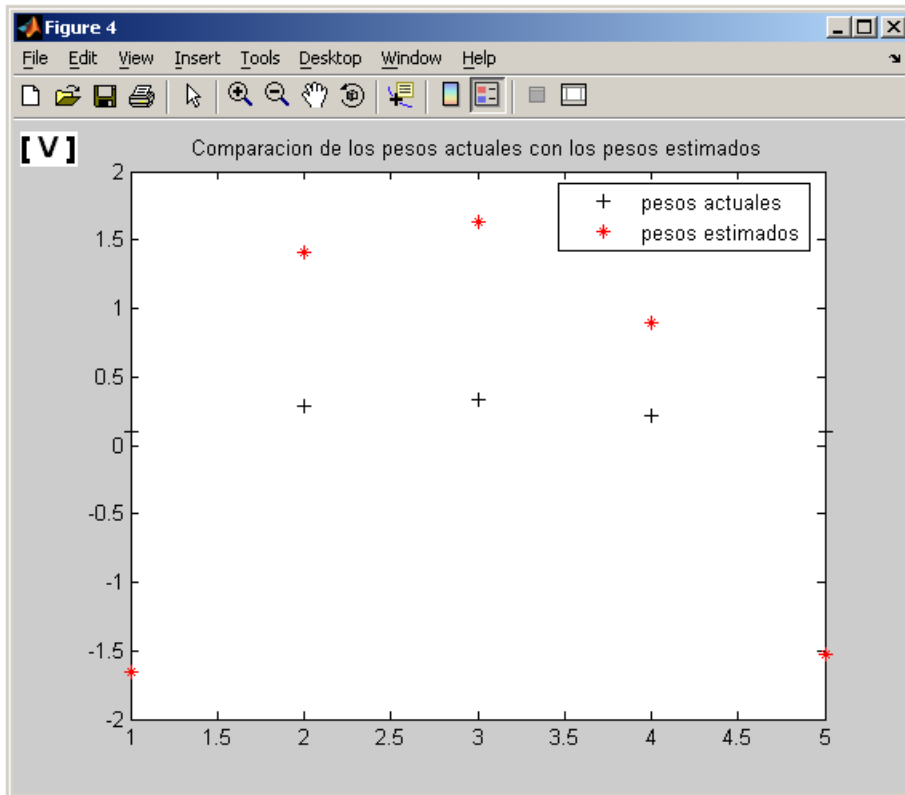 Figure 4
File Edit View Insert Tools Desktop Window Help
[ V ]
Comparacion de los pesos actuales con los pesos estimados
pesos actuales
pesos estimados
2
1.5
1
0.5
0
-0.5
-1
-1.5
-2
1 1.5 2 2.5 3 3.5 4 4.5 5